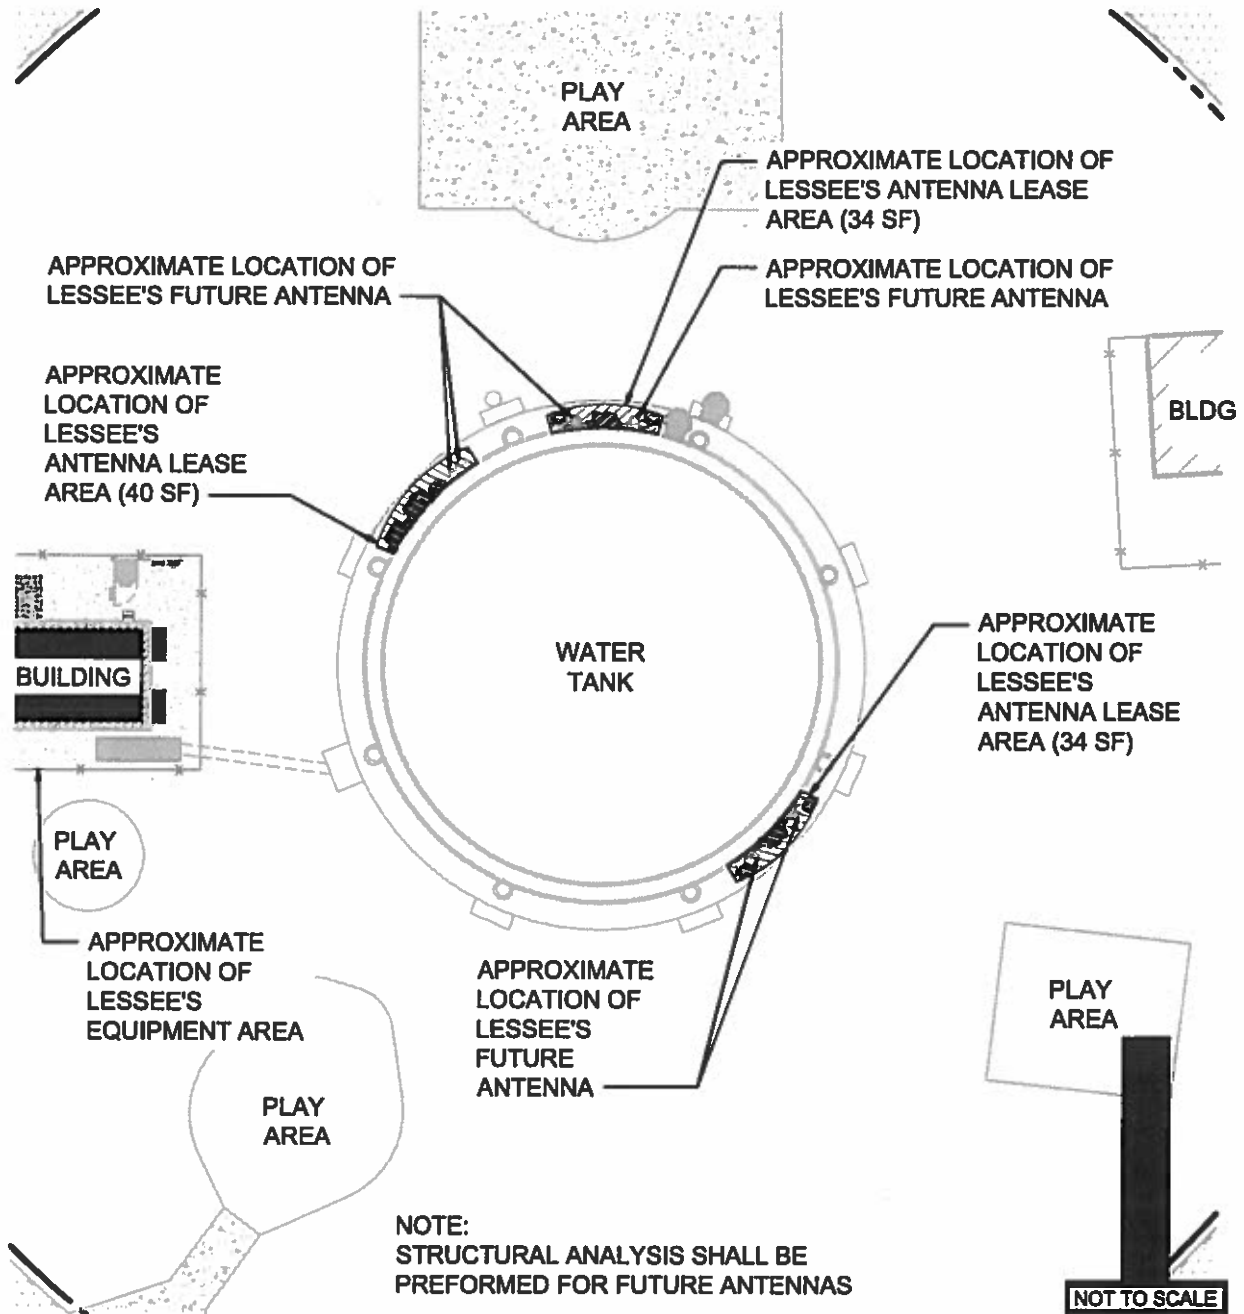 PLAY
AREA
APPROXIMATE LOCATION OF
LESSEE'S ANTENNA LEASE
AREA (34 SF)
APPROXIMATE LOCATION OF
LESSEE'S FUTURE ANTENNA
APPROXIMATE LOCATION OF
LESSEE'S FUTURE ANTENNA
APPROXIMATE
LOCATION OF
LESSEE'S
ANTENNA LEASE
AREA (40 SF)
BLDG
BUILDING
WATER
TANK
APPROXIMATE
LOCATION OF
LESSEE'S
ANTENNA LEASE
AREA (34 SF)
PLAY
AREA
APPROXIMATE
LOCATION OF
LESSEE'S
EQUIPMENT AREA
APPROXIMATE
LOCATION OF
LESSEE'S
FUTURE
ANTENNA
PLAY
AREA
PLAY
AREA
NOTE:
STRUCTURAL ANALYSIS SHALL BE
PREFORMED FOR FUTURE ANTENNAS
NOT TO SCALE